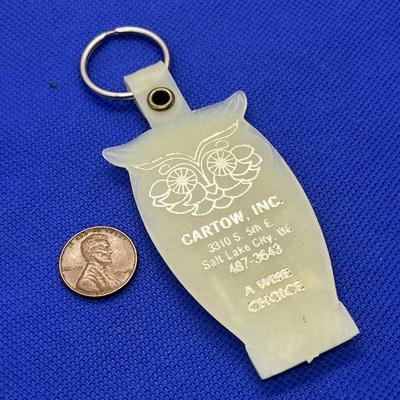 CARTOW, INC.
3310 S 5th E
Salt Lake City, Ut.
487-3643
A WISE
CHOICE